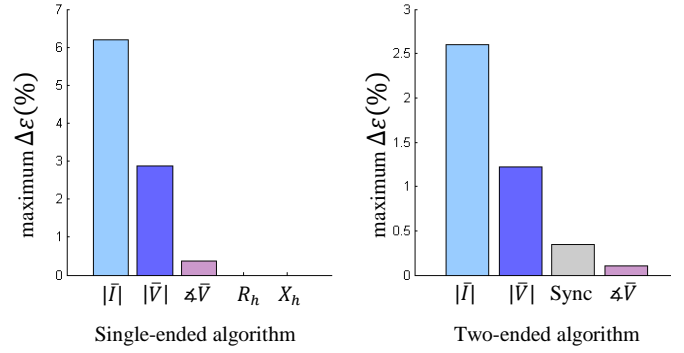 maximum Δε(%)
7
6
5
4
3
2
1
0
|Ī| |V̄| ∡V̄ R_h X_h
Single-ended algorithm
maximum Δε(%)
3
2.5
2
1.5
1
0.5
0
|Ī| |V̄| Sync ∡V̄
Two-ended algorithm